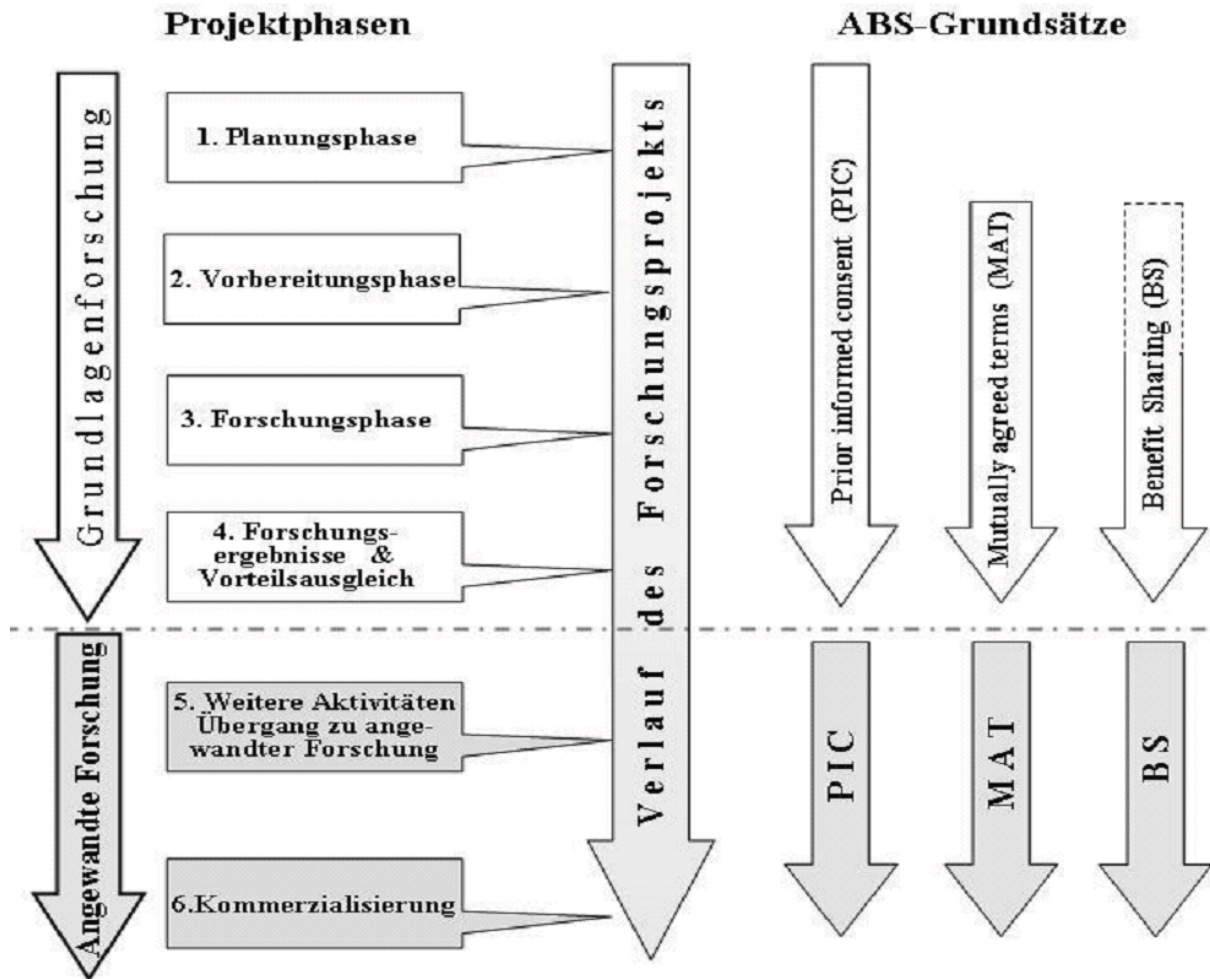 Projektphasen
ABS-Grundsätze
Grundlagenforschung
1. Planungsphase
2. Vorbereitungsphase
3. Forschungsphase
4. Forschungs-
ergebnisse &
Vorteilsausgleich
Angewandte Forschung
5. Weitere Aktivitäten
Übergang zu ange-
wandter Forschung
6.Kommerzialisierung
Verlauf des Forschungsprojekts
Prior informed consent (PIC)
Mutually agreed terms (MAT)
Benefit Sharing (BS)
PIC
MAT
BS